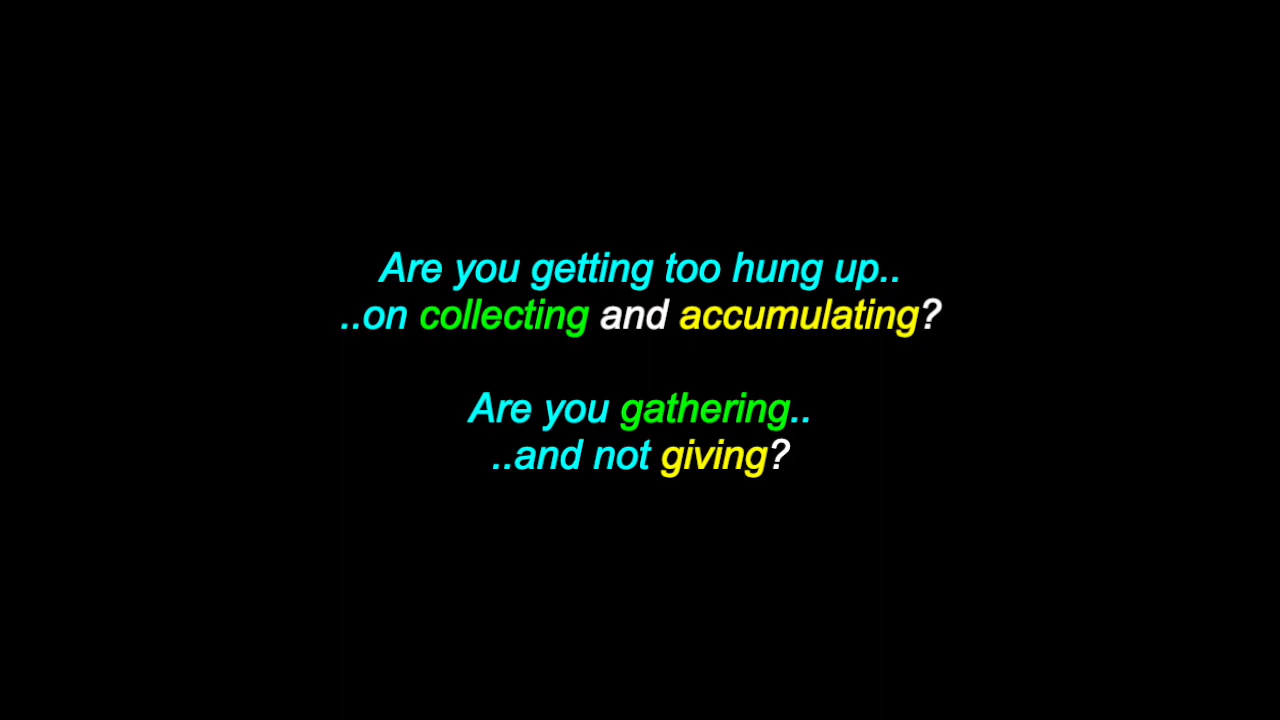 Are you getting too hung up..
..on collecting and accumulating?
Are you gathering..
..and not giving?